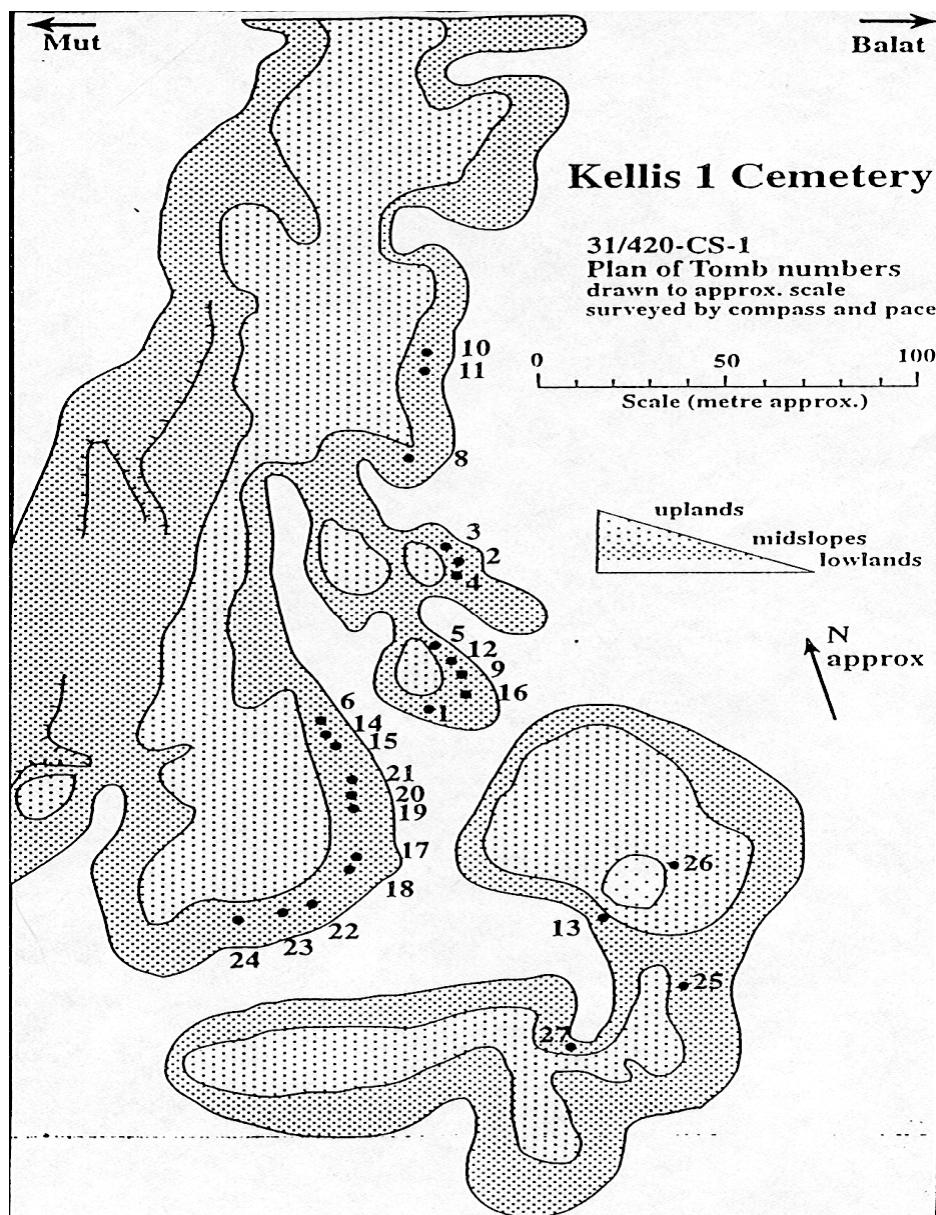 Mut
Balat
Kellis 1 Cemetery
31/420-CS-1
Plan of Tomb numbers
drawn to approx. scale
surveyed by compass and pace
0 50 100
Scale (metre approx.)
10
11
8
uplands
midslopes
lowlands
3
2
4
N
approx
5
12
9
16
1
6
14
15
21
20
19
17
18
22
23
24
26
13
25
27